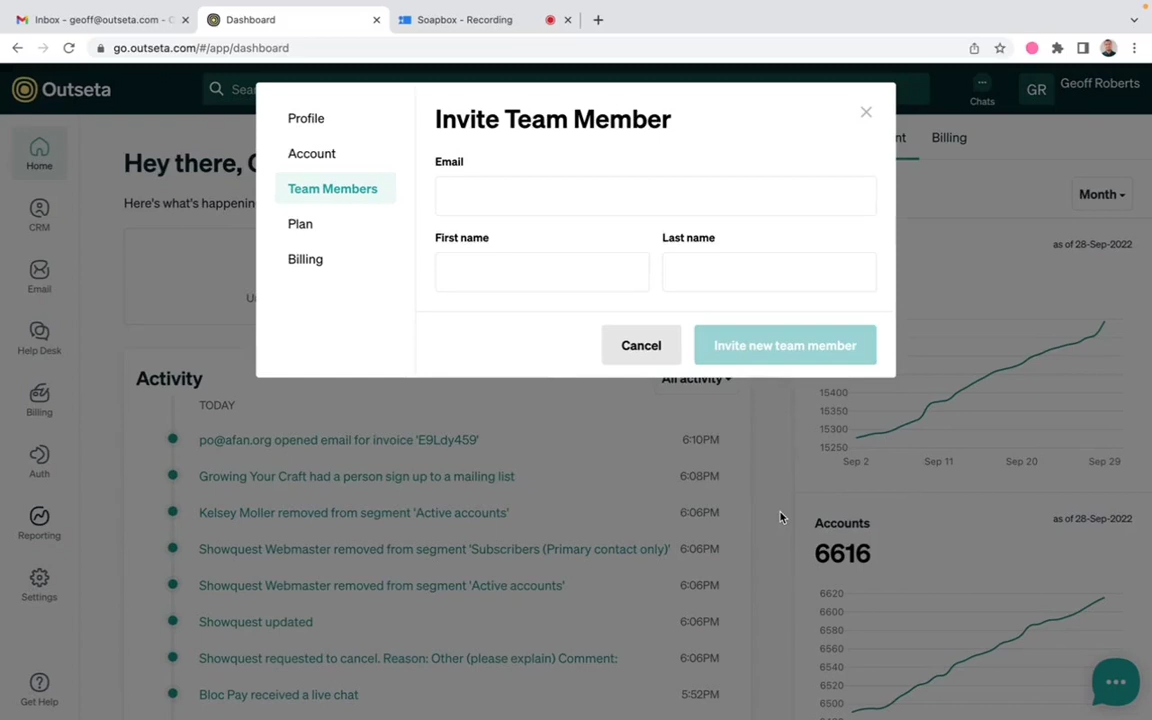 Inbox - geoff@outseta.com - C
Dashboard
Soapbox - Recording
go.outseta.com/#/app/dashboard
Outseta
Sea
Chats
GR
Geoff Roberts
Home
CRM
Email
Help Desk
Billing
Auth
Reporting
Settings
Get Help
Hey there,
Here's what's happenin
Profile
Account
Team Members
Plan
Billing
Invite Team Member
Email
First name
Last name
Cancel
Invite new team member
Billing
Month
as of 28-Sep-2022
15400
15350
15300
15250
Sep 2
Sep 11
Sep 20
Sep 29
Activity
All activity
TODAY
po@afan.org opened email for invoice 'E9Ldy459'
6:10PM
Growing Your Craft had a person sign up to a mailing list
6:08PM
Kelsey Moller removed from segment 'Active accounts'
6:06PM
Showquest Webmaster removed from segment 'Subscribers (Primary contact only)'
6:06PM
Showquest Webmaster removed from segment 'Active accounts'
6:06PM
Showquest updated
6:06PM
Showquest requested to cancel. Reason: Other (please explain) Comment:
6:06PM
Bloc Pay received a live chat
5:52PM
Accounts
as of 28-Sep-2022
6616
6620
6600
6580
6560
6540
6520
6500